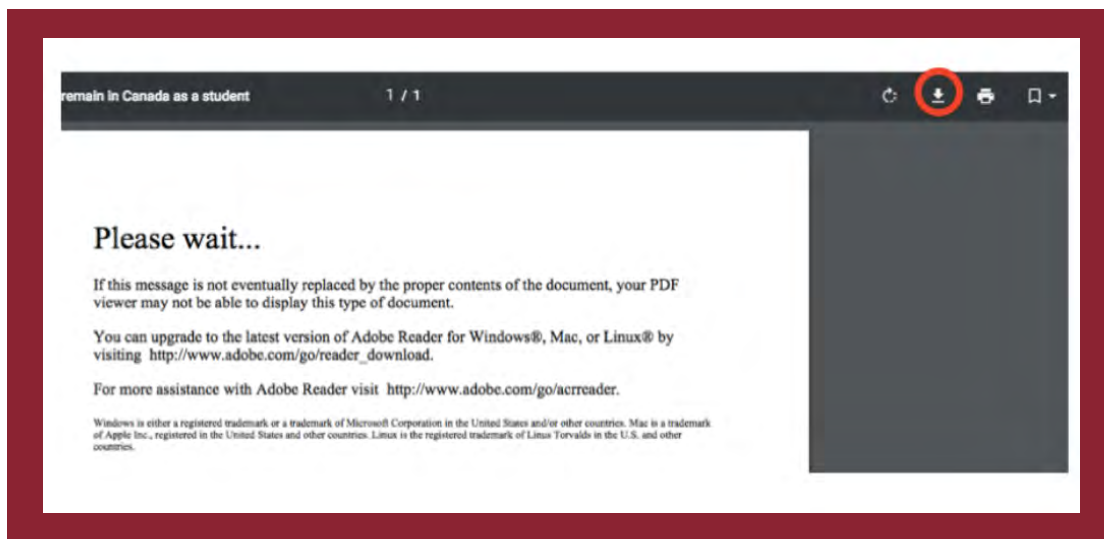 remain in Canada as a student
1 / 1
Please wait...
If this message is not eventually replaced by the proper contents of the document, your PDF
viewer may not be able to display this type of document.
You can upgrade to the latest version of Adobe Reader for Windows®, Mac, or Linux® by
visiting http://www.adobe.com/go/reader_download.
For more assistance with Adobe Reader visit http://www.adobe.com/go/acrreader.
Windows is either a registered trademark or a trademark of Microsoft Corporation in the United States and/or other countries. Mac is a trademark
of Apple Inc., registered in the United States and other countries. Linux is the registered trademark of Linus Torvalds in the U.S. and other
countries.